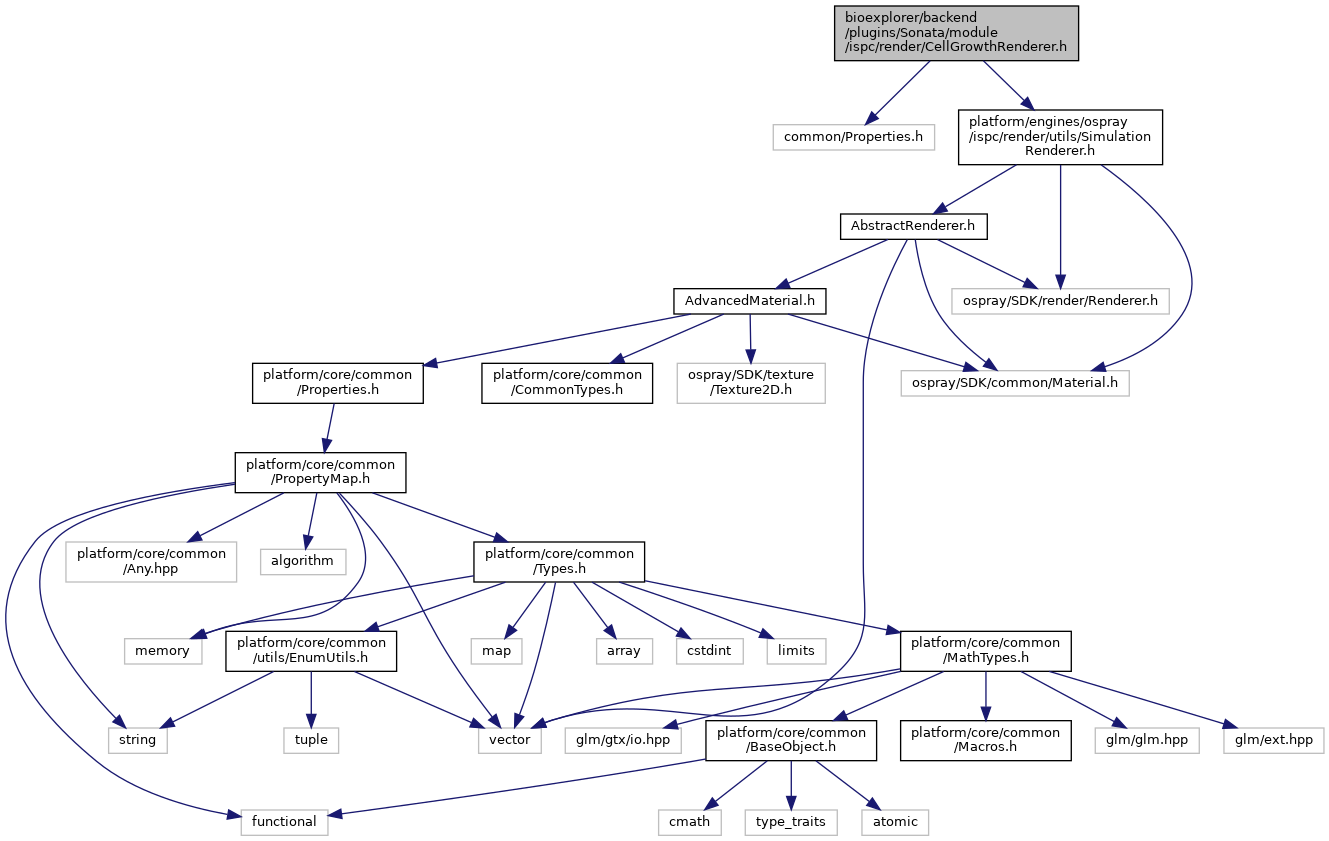 bioexplorer/backend
/plugins/Sonata/module
/ispc/render/CellGrowthRenderer.h
common/Properties.h
platform/engines/ospray
/ispc/render/utils/Simulation
Renderer.h
AbstractRenderer.h
AdvancedMaterial.h
ospray/SDK/render/Renderer.h
platform/core/common
/Properties.h
platform/core/common
/CommonTypes.h
ospray/SDK/texture
/Texture2D.h
ospray/SDK/common/Material.h
platform/core/common
/PropertyMap.h
platform/core/common
/Any.hpp
algorithm
platform/core/common
/Types.h
memory
platform/core/common
/utils/EnumUtils.h
map
array
cstdint
limits
platform/core/common
/MathTypes.h
string
tuple
vector
glm/gtx/io.hpp
platform/core/common
/BaseObject.h
platform/core/common
/Macros.h
glm/glm.hpp
glm/ext.hpp
functional
cmath
type_traits
atomic